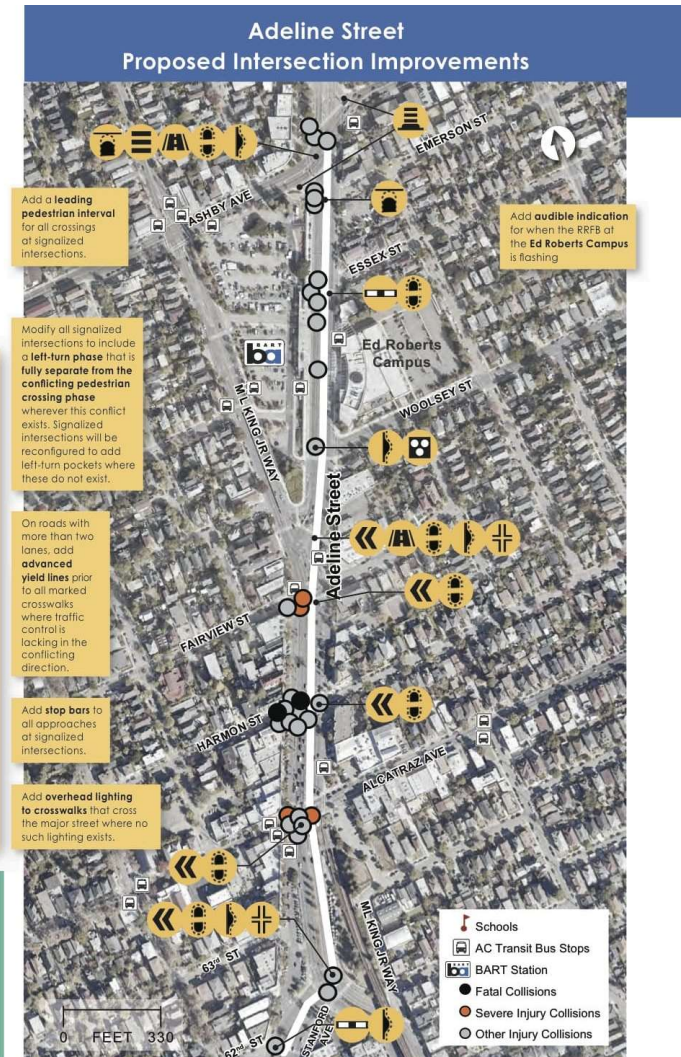 Adeline Street
Proposed Intersection Improvements
EMERSON ST
ASHBY AVE
Add a leading
pedestrian interval
for all crossings
at signalized
intersections.
Add audible indication
for when the RRFB at
the Ed Roberts Campus
is flashing
ESSEX ST
Modify all signalized
intersections to include
a left-turn phase that is
fully separate from the
conflicting pedestrian
crossing phase
wherever this conflict
exists. Signalized
intersections will be
reconfigured to add
left-turn pockets where
these do not exist.
BART
ba
Ed Roberts
Campus
WOOLSEY ST
M L KING JR WAY
Adeline Street
On roads with
more than two
lanes, add
advanced
yield lines prior
to all marked
crosswalks
where traffic
control is
lacking in the
conflicting
direction.
FAIRVIEW ST
Add stop bars to
all approaches
at signalized
intersections.
HARMON ST
ALCATRAZ AVE
Add overhead lighting
to crosswalks that cross
the major street where no
such lighting exists.
ML KING JR WAY
63rd ST
62nd ST
STANFORD
AVE
0 FEET 330
Schools
AC Transit Bus Stops
BART
ba
BART Station
Fatal Collisions
Severe Injury Collisions
Other Injury Collisions